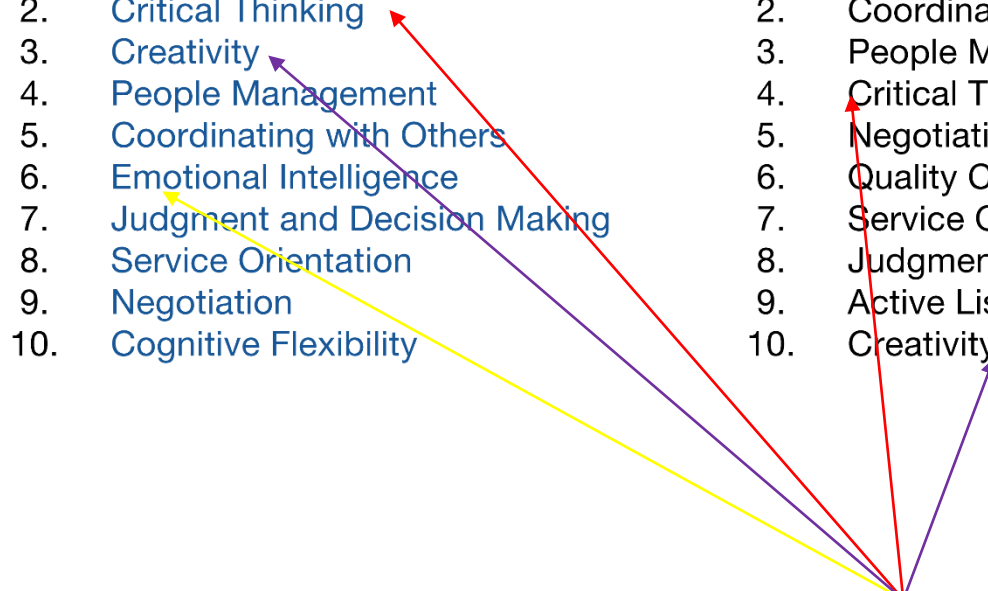 2. Critical Thinking
3. Creativity
4. People Management
5. Coordinating with Others
6. Emotional Intelligence
7. Judgment and Decision Making
8. Service Orientation
9. Negotiation
10. Cognitive Flexibility
2. Coordina
3. People M
4. Critical T
5. Negotiati
6. Quality C
7. Service O
8. Judgmen
9. Active Lis
10. Creativity